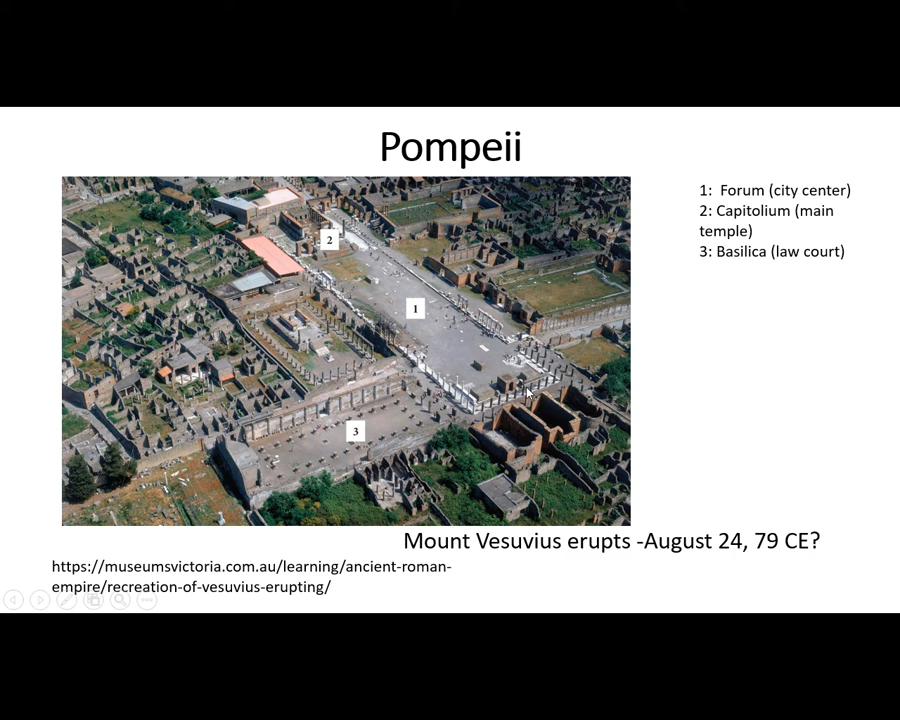 Pompeii
1: Forum (city center)
2: Capitolium (main
temple)
3: Basilica (law court)
2
1
3
Mount Vesuvius erupts -August 24, 79 CE?
https://museumsvictoria.com.au/learning/ancient-roman-
empire/recreation-of-vesuvius-erupting/